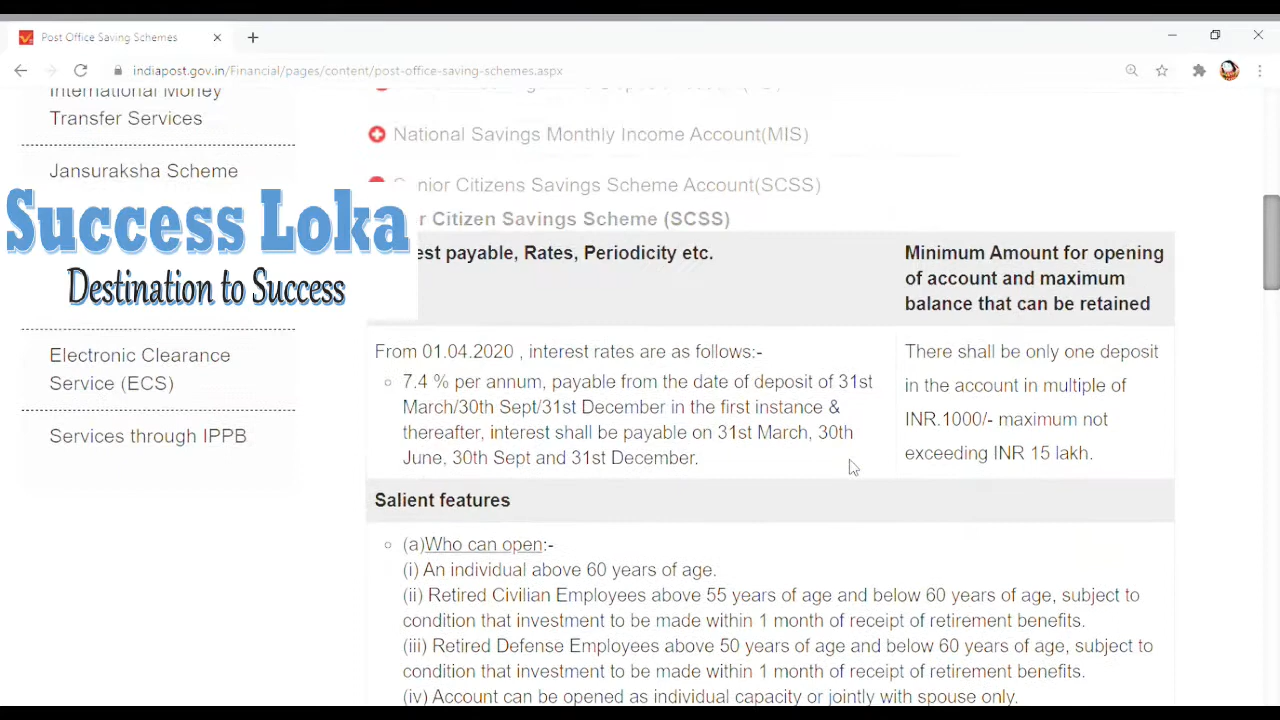 Post Office Saving Schemes
indiapost.gov.in/Financial/pages/content/post-office-saving-schemes.aspx
International Money
Transfer Services
Jansuraksha Scheme
Success Loka
Destination to Success
Electronic Clearance
Service (ECS)
Services through IPPB
National Savings Monthly Income Account(MIS)
Senior Citizens Savings Scheme Account(SCSS)
Citizen Savings Scheme (SCSS)
payable, Rates, Periodicity etc.
Minimum Amount for opening
of account and maximum
balance that can be retained
From 01.04.2020 , interest rates are as follows:-
7.4 % per annum, payable from the date of deposit of 31st
March/30th Sept/31st December in the first instance &
thereafter, interest shall be payable on 31st March, 30th
June, 30th Sept and 31st December.
There shall be only one deposit
in the account in multiple of
INR.1000/- maximum not
exceeding INR 15 lakh.
Salient features
(a)Who can open:-
(i) An individual above 60 years of age.
(ii) Retired Civilian Employees above 55 years of age and below 60 years of age, subject to
condition that investment to be made within 1 month of receipt of retirement benefits.
(iii) Retired Defense Employees above 50 years of age and below 60 years of age, subject to
condition that investment to be made within 1 month of receipt of retirement benefits.
(iv) Account can be opened as individual capacity or jointly with spouse only.